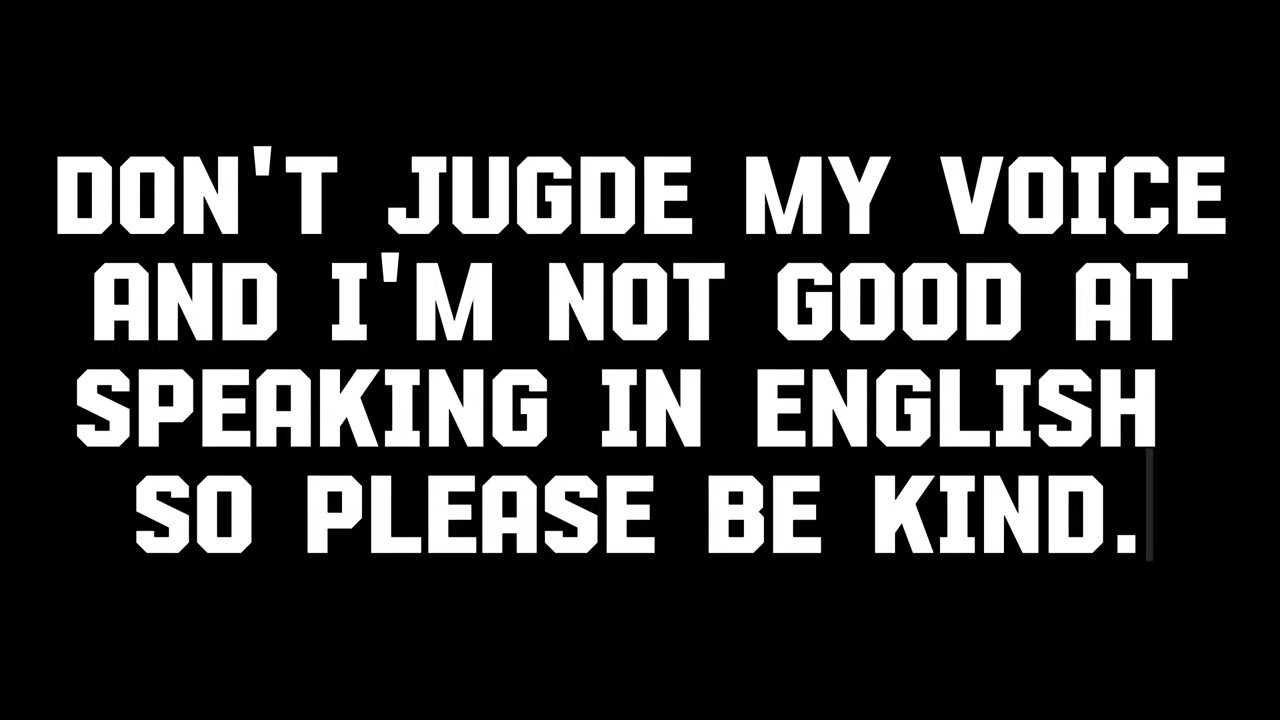 DON'T JUGDE MY VOICE
AND I'M NOT GOOD AT
SPEAKING IN ENGLISH
SO PLEASE BE KIND.